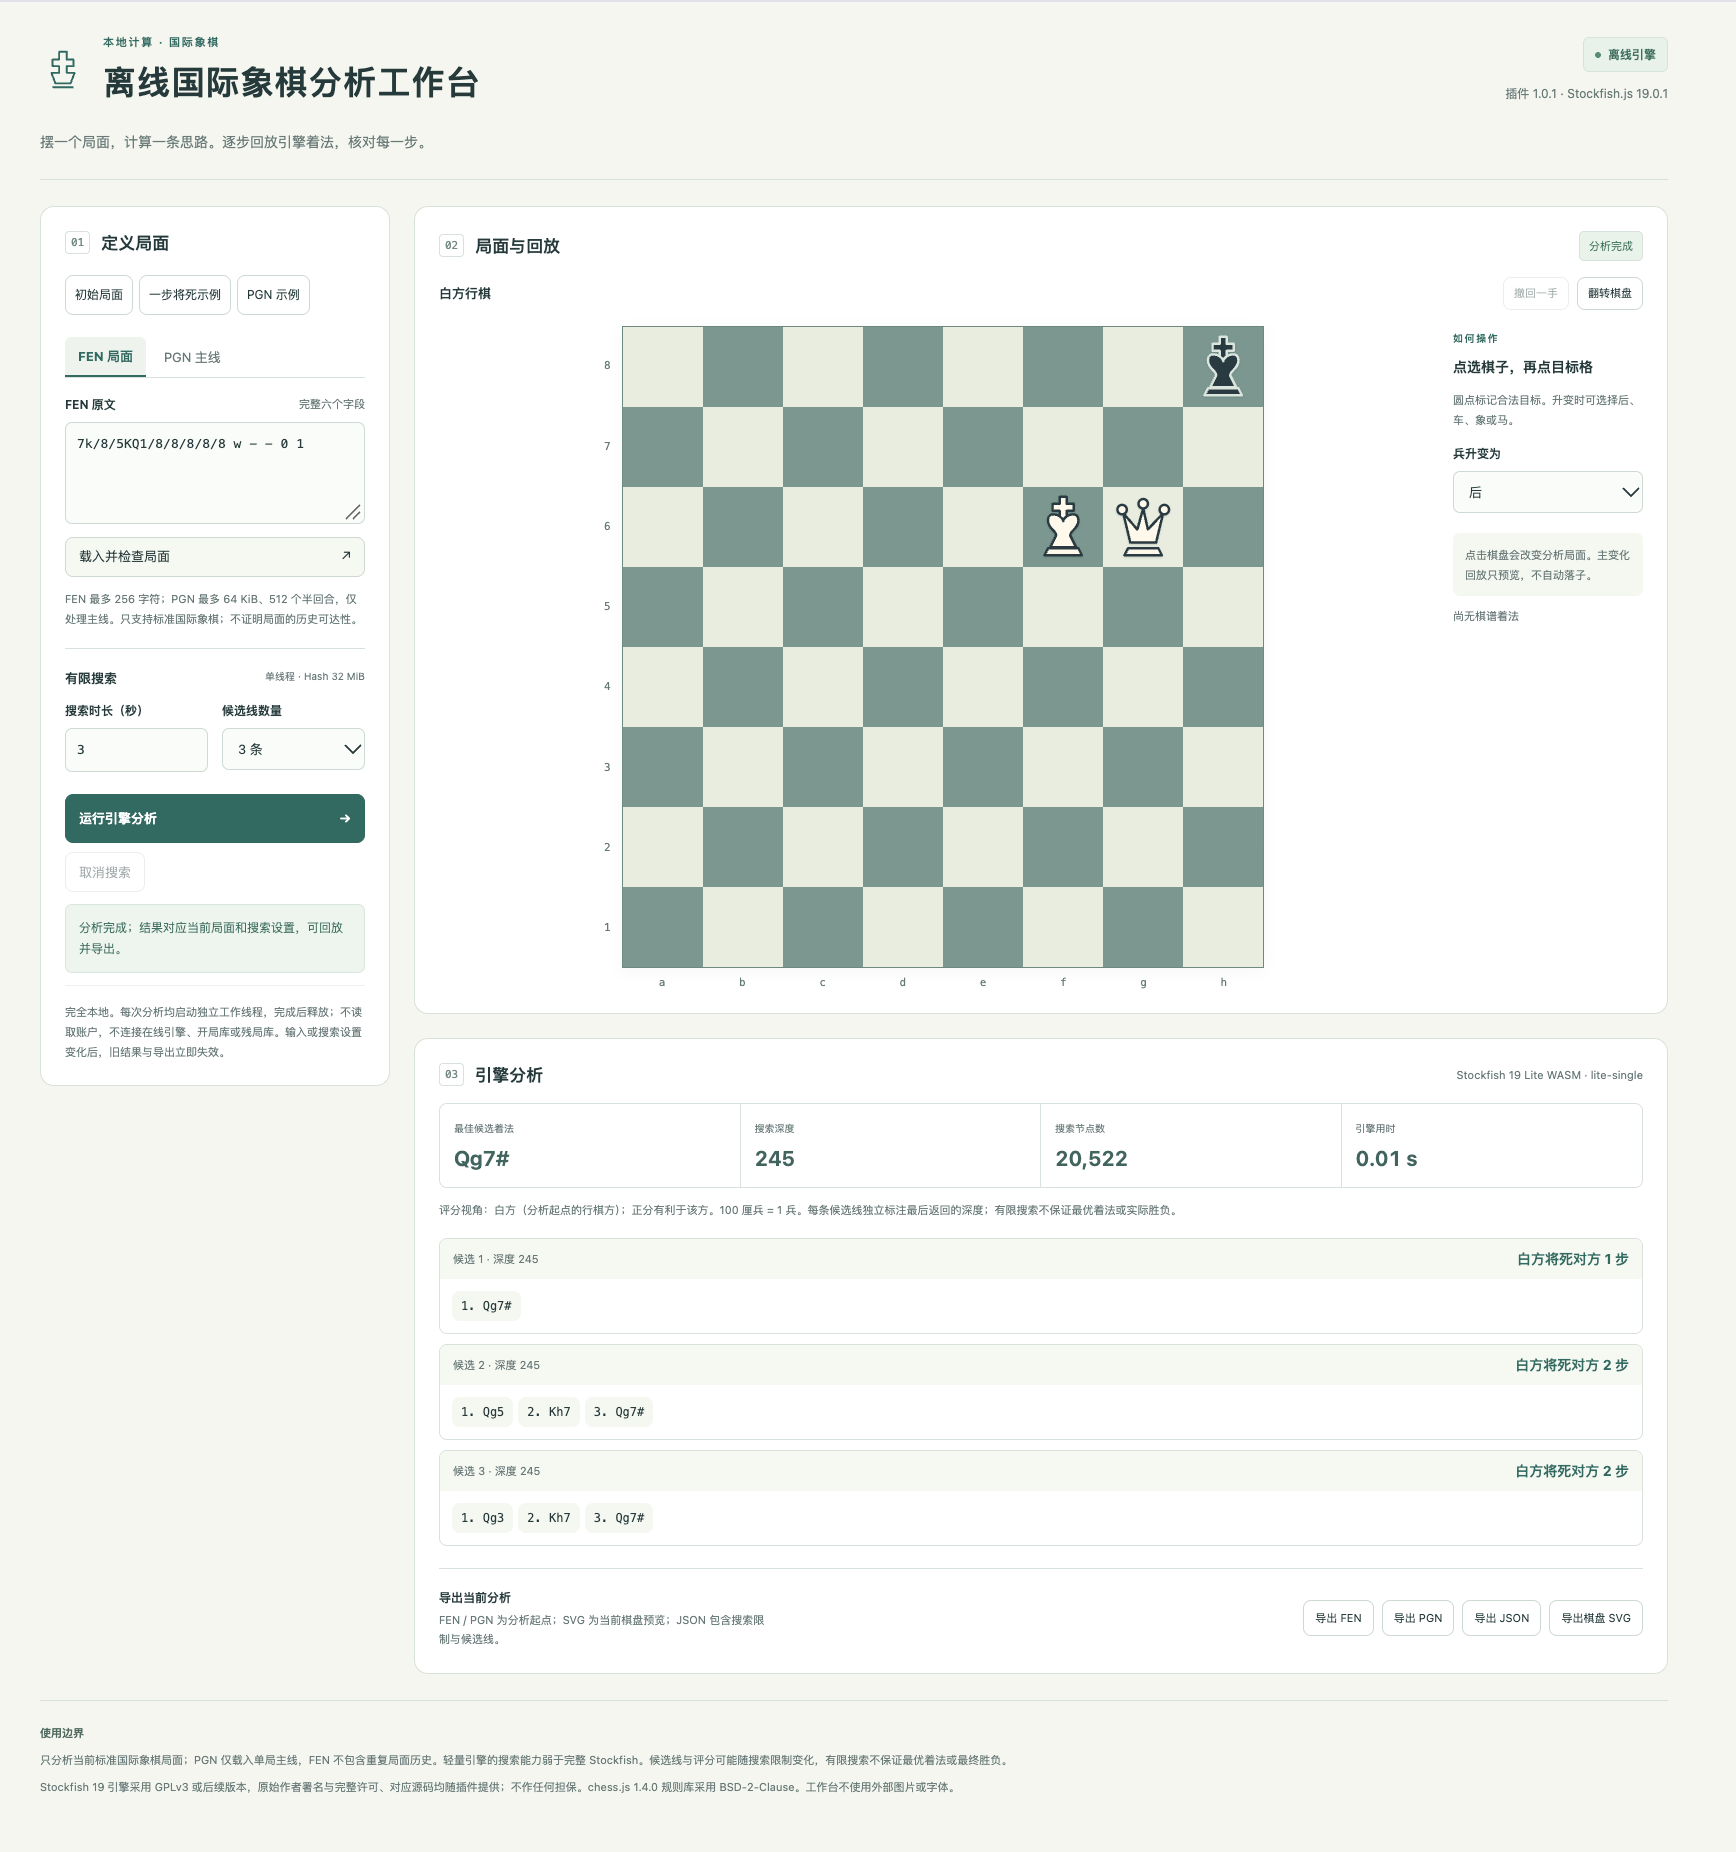 本地计算 · 国际象棋
离线国际象棋分析工作台
离线引擎
插件 1.0.1 · Stockfish.js 19.0.1
摆一个局面，计算一条思路。逐步回放引擎着法，核对每一步。
01 定义局面
初始局面 一步将死示例 PGN 示例
FEN 局面 PGN 主线
FEN 原文 完整六个字段
7k/8/5KQ1/8/8/8/8/8 w - - 0 1
载入并检查局面
FEN 最多 256 字符；PGN 最多 64 KiB、512 个半回合，仅
处理主线。只支持标准国际象棋；不证明局面的历史可达性。
有限搜索 单线程 · Hash 32 MiB
搜索时长（秒） 候选线数量
3 3 条
运行引擎分析 →
取消搜索
分析完成；结果对应当前局面和搜索设置，可回放
并导出。
完全本地。每次分析均启动独立工作线程，完成后释放；不读
取账户，不连接在线引擎、开局库或残局库。输入或搜索设置
变化后，旧结果与导出立即失效。
02 局面与回放
分析完成
白方行棋
撤回一手 翻转棋盘
8
7
6
5
4
3
2
1
a b c d e f g h
如何操作
点选棋子，再点目标格
圆点标记合法目标。升变时可选择后、
车、象或马。
兵升变为
后
点击棋盘会改变分析局面。主变化
回放只预览，不自动落子。
尚无棋谱着法
03 引擎分析
Stockfish 19 Lite WASM · lite-single
最佳候选着法 搜索深度 搜索节点数 引擎用时
Qg7# 245 20,522 0.01 s
评分视角：白方（分析起点的行棋方）；正分有利于该方。100 厘兵 = 1 兵。每条候选线独立标注最后返回的深度；有限搜索不保证最优着法或实际胜负。
候选 1 · 深度 245 白方将死对方 1 步
1. Qg7#
候选 2 · 深度 245 白方将死对方 2 步
1. Qg5 2. Kh7 3. Qg7#
候选 3 · 深度 245 白方将死对方 2 步
1. Qg3 2. Kh7 3. Qg7#
导出当前分析
FEN / PGN 为分析起点；SVG 为当前棋盘预览；JSON 包含搜索限
制与候选线。
导出 FEN 导出 PGN 导出 JSON 导出棋盘 SVG
使用边界
只分析当前标准国际象棋局面；PGN 仅载入单局主线，FEN 不包含重复局面历史。轻量引擎的搜索能力弱于完整 Stockfish。候选线与评分可能随搜索限制变化，有限搜索不保证最优着法或最终胜负。
Stockfish 19 引擎采用 GPLv3 或后续版本，原始作者署名与完整许可、对应源码均随插件提供；不作任何担保。chess.js 1.4.0 规则库采用 BSD-2-Clause。工作台不使用外部图片或字体。